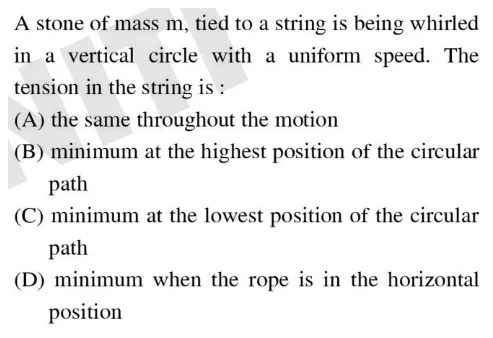 A stone of mass m, tied to a string is being whirled
in a vertical circle with a uniform speed. The
tension in the string is :
(A) the same throughout the motion
(B) minimum at the highest position of the circular
path
(C) minimum at the lowest position of the circular
path
(D) minimum when the rope is in the horizontal
position